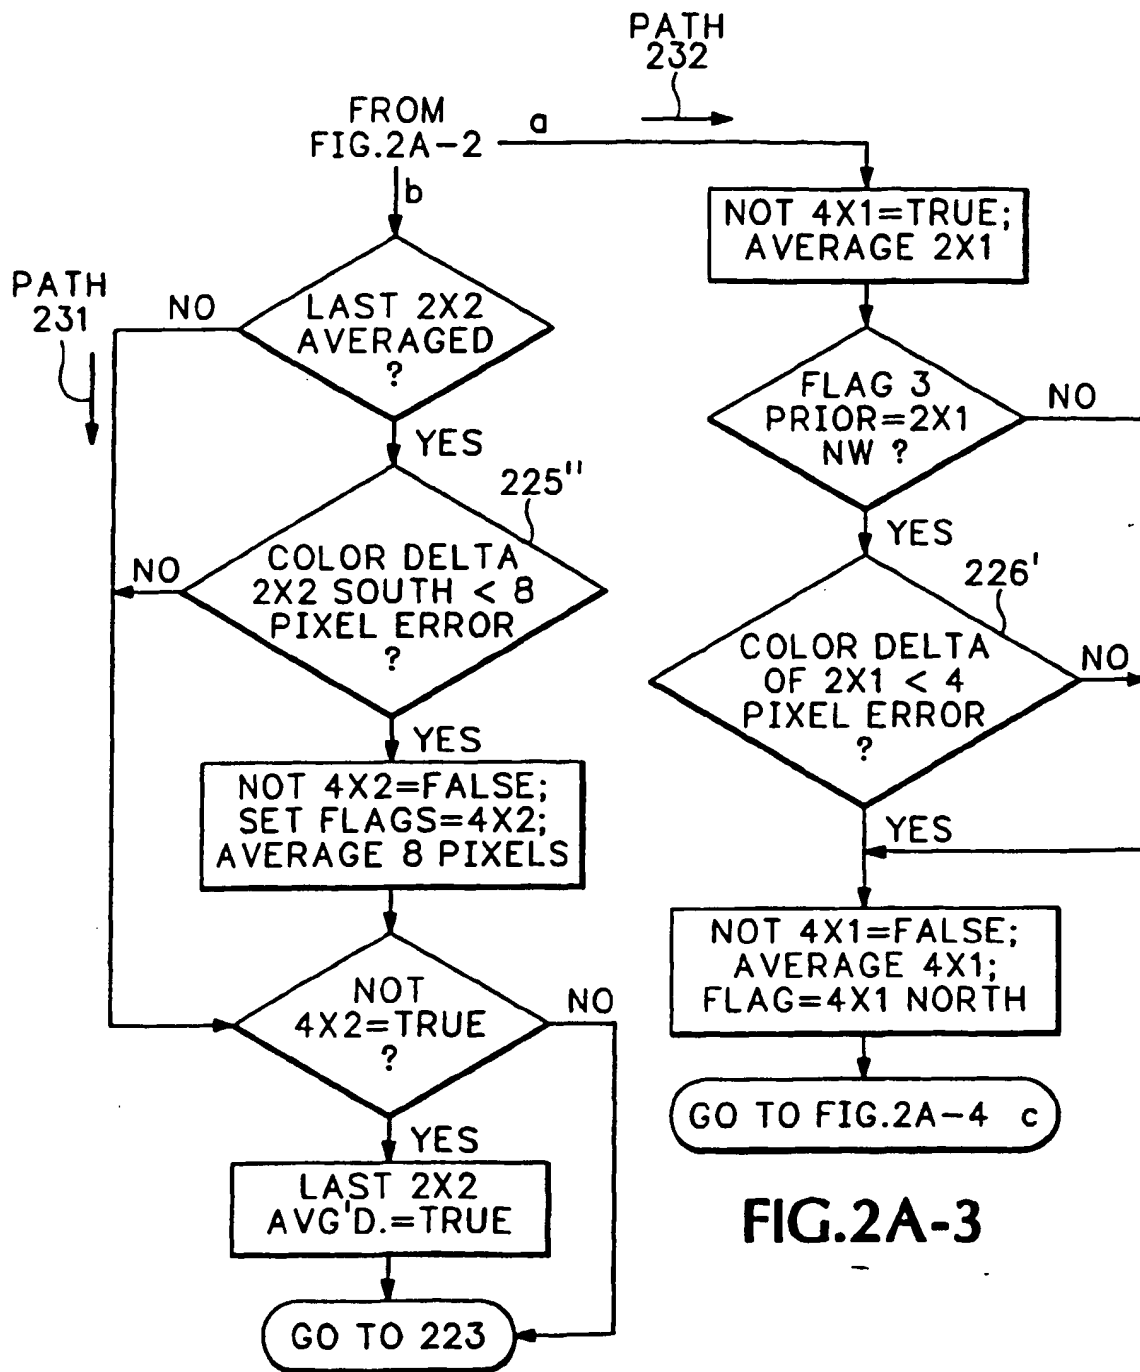 PATH
232
FROM
FIG.2A-2
a
b
NOT 4X1=TRUE;
AVERAGE 2X1
PATH
231
NO
LAST 2X2
AVERAGED
?
YES
FLAG 3
PRIOR=2X1
NW ?
NO
YES
225"
COLOR DELTA
2X2 SOUTH < 8
PIXEL ERROR
?
NO
YES
226'
COLOR DELTA
OF 2X1 < 4
PIXEL ERROR
?
NO
YES
NOT 4X2=FALSE;
SET FLAGS=4X2;
AVERAGE 8 PIXELS
NOT 4X1=FALSE;
AVERAGE 4X1;
FLAG=4X1 NORTH
NOT
4X2=TRUE
?
NO
YES
GO TO FIG.2A-4 c
LAST 2X2
AVG'D.=TRUE
GO TO 223
FIG.2A-3